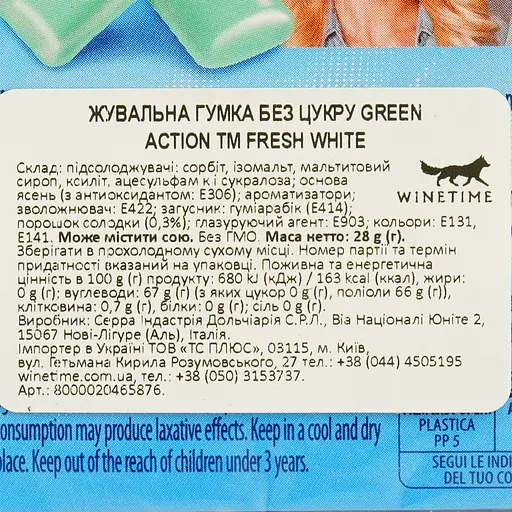 ЖУВАЛЬНА ГУМКА БЕЗ ЦУКРУ GREEN
ACTION TM FRESH WHITE
Склад: підсолоджувачі: сорбіт, ізомальт, мальтитовий
сироп, ксиліт, ацесульфам к і сукралоза; основа
ясень (з антиоксидантом: Е306); ароматизатори;
зволожнювач: Е422; загусник: гуміарабік (Е414);
порошок солодки (0,3%); глазуруючий агент: Е903; кольори: Е131,
Е141. Може містити сою. Без ГМО. Маса нетто: 28 g (г).
Зберігати в прохолодному сухому місці. Номер партії та термін
придатності вказаний на упаковці. Поживна та енергетична
цінність в 100 g (г) продукту: 680 kJ (кДж) / 163 kcal (ккал), жири:
0 g (г); вуглеводи: 67 g (г) (з яких цукор 0 g (г), поліоли 66 g (г)),
клітковина: 0,7 g (г), білки: 0 g (г); сіль 0 g (г).
Виробник: Серра Індастрія Дольчіарія С.Р.Л., Віа Націоналі Юніте 2,
15067 Нові-Лігуре (Аль), Італія.
Імпортер в Україні ТОВ «ТС ПЛЮС», 03115, м. Київ,
вул. Гетьмана Кирила Розумовського, 27 тел.: +38 (044) 4505195
winetime.com.ua, тел.: +38 (050) 3153737.
Арт.: 8000020465876.
WINETIME
onsumption may produce laxative effects. Keep in a cool and dry
place. Keep out of the reach of children under 3 years.
PLASTICA
PP 5
SEGUI LE INDI
DEL TUO CO